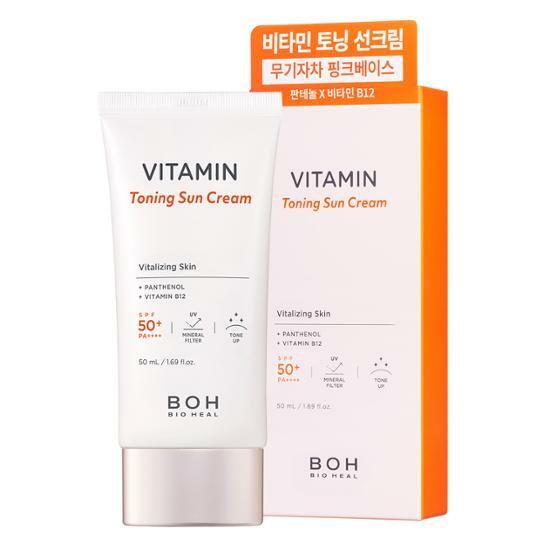 비타민 토닝 선크림
무기자차 핑크베이스
판테놀 X 비타민 B12
VITAMIN
Toning Sun Cream
Vitalizing Skin
+ PANTHENOL
+ VITAMIN B12
SPF
50+
PA++++
UV
MINERAL
FILTER
TONE
UP
50 mL / 1.69 fl.oz.
BOH
BIO HEAL
VITAMIN
Toning Sun Cream
Vitalizing Skin
+ PANTHENOL
+ VITAMIN B12
SPF
50+
PA++++
UV
MINERAL
FILTER
TONE
UP
50 mL / 1.69 fl.oz.
BOH
BIO HEAL